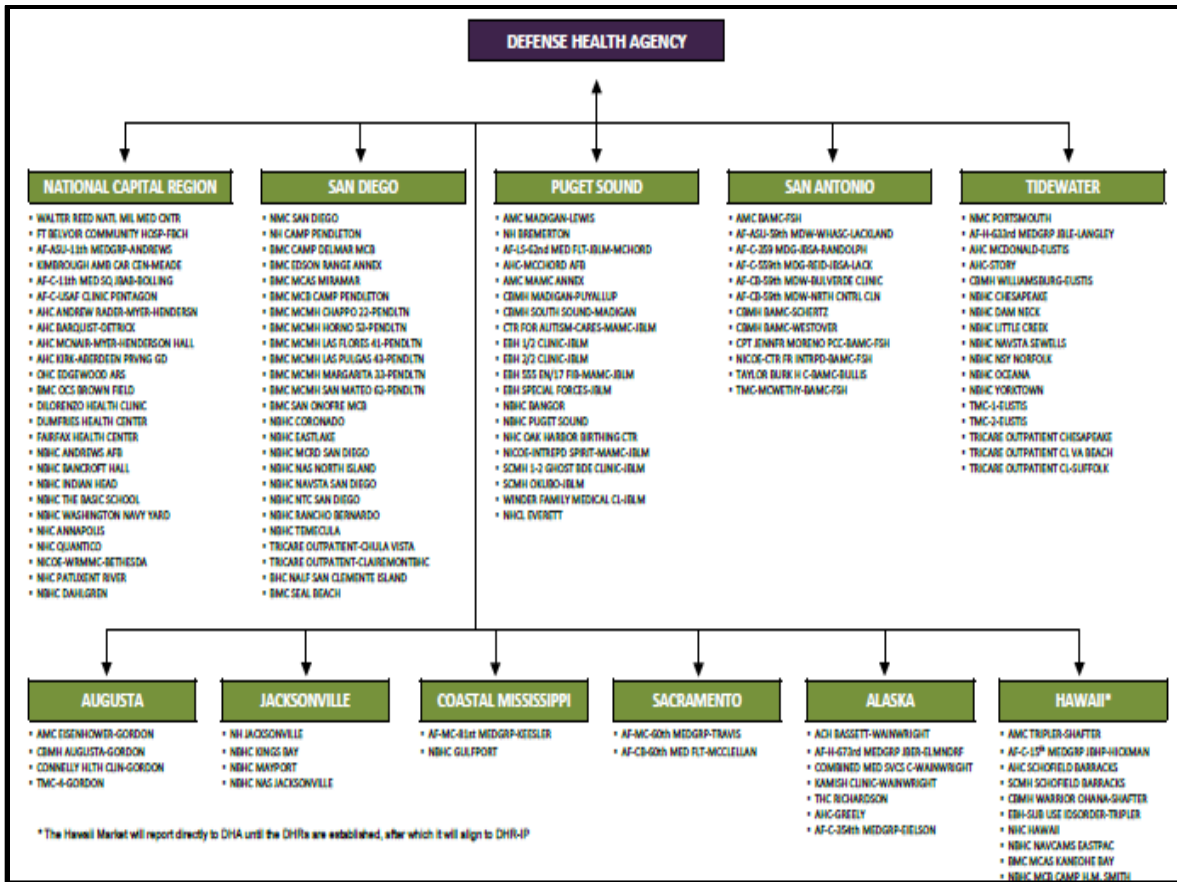 DEFENSE HEALTH AGENCY
NATIONAL CAPITAL REGION
WALTER REED NATL MIL MED CNTR
FT BELVOIR COMMUNITY HOSP-FBCH
AF-ASU-11th MEDGRP-ANDREWS
KIMBROUGH AMB CAR CEN-MEADE
AF-C-11th MED SQ JBAB-BOLLING
AF-C-USAF CLINIC PENTAGON
AHC ANDREW RADER-MYER-HENDERSN
AHC BARQUIST-DETRICK
AHC MCNAIR-MYER-HENDERSON HALL
AHC KIRK-ABERDEEN PRVNG GD
OHC EDGEWOOD ARS
BMC OCS BROWN FIELD
DILORENZO HEALTH CLINIC
DUMFRIES HEALTH CENTER
FAIRFAX HEALTH CENTER
NBHC ANDREWS AFB
NBHC BANCROFT HALL
NBHC INDIAN HEAD
NBHC THE BASIC SCHOOL
NBHC WASHINGTON NAVY YARD
NHC ANNAPOLIS
NHC QUANTICO
NICOE-WRMMC-BETHESDA
NHC PATUXENT RIVER
NBHC DAHLGREN
SAN DIEGO
NMC SAN DIEGO
NH CAMP PENDLETON
BMC CAMP DELMAR MCB
BMC EDSON RANGE ANNEX
BMC MCAS MIRAMAR
BMC MCB CAMP PENDLETON
BMC MCMH CHAPPO 22-PENDLTN
BMC MCMH HORNO 53-PENDLTN
BMC MCMH LAS FLORES 41-PENDLTN
BMC MCMH LAS PULGAS 43-PENDLTN
BMC MCMH MARGARITA 33-PENDLTN
BMC MCMH SAN MATEO 62-PENDLTN
BMC SAN ONOFRE MCB
NBHC CORONADO
NBHC EASTLAKE
NBHC MCRD SAN DIEGO
NBHC NAS NORTH ISLAND
NBHC NAVSTA SAN DIEGO
NBHC NTC SAN DIEGO
NBHC RANCHO BERNARDO
NBHC TEMECULA
TRICARE OUTPATIENT-CHULA VISTA
TRICARE OUTPATENT-CLAIREMONTBHC
BHC NALF SAN CLEMENTE ISLAND
BMC SEAL BEACH
PUGET SOUND
AMC MADIGAN-LEWIS
NH BREMERTON
AF-LS-62nd MED FLT-JBLM-MCHORD
AHC-MCCHORD AFB
AMC MAMC ANNEX
CBMH MADIGAN-PUYALLUP
CBMH SOUTH SOUND-MADIGAN
CTR FOR AUTISM-CARES-MAMC-JBLM
EBH 1/2 CLINIC-JBLM
EBH 2/2 CLINIC-JBLM
EBH 555 EN/17 FIB-MAMC-JBLM
EBH SPECIAL FORCES-JBLM
NBHC BANGOR
NBHC PUGET SOUND
NHC OAK HARBOR BIRTHING CTR
NICOE-INTREPD SPIRIT-MAMC-JBLM
SCMH 1-2 GHOST BDE CLINIC-JBLM
SCMH OKUBO-JBLM
WINDER FAMILY MEDICAL CL-JBLM
NHCL EVERETT
SAN ANTONIO
AMC BAMC-FSH
AF-ASU-59th MDW-WHASC-LACKLAND
AF-C-359 MDG-JBSA-RANDOLPH
AF-C-559th MDG-REID-JBSA-LACK
AF-CB-59th MDW-BULVERDE CLINIC
AF-CB-59th MDW-NRTH CNTRL CLN
CBMH BAMC-SCHERTZ
CBMH BAMC-WESTOVER
CPT JENNFR MORENO PCC-BAMC-FSH
NICOE-CTR FR INTRPD-BAMC-FSH
TAYLOR BURK H C-BAMC-BULLIS
TMC-MCWETHY-BAMC-FSH
TIDEWATER
NMC PORTSMOUTH
AF-H-633rd MEDGRP JBLE-LANGLEY
AHC MCDONALD-EUSTIS
AHC-STORY
CBMH WILLIAMSBURG-EUSTIS
NBHC CHESAPEAKE
NBHC DAM NECK
NBHC LITTLE CREEK
NBHC NAVSTA SEWELLS
NBHC NSY NORFOLK
NBHC OCEANA
NBHC YORKTOWN
TMC-1-EUSTIS
TMC-2-EUSTIS
TRICARE OUTPATIENT CHESAPEAKE
TRICARE OUTPATIENT CL VA BEACH
TRICARE OUTPATIENT CL-SUFFOLK
AUGUSTA
AMC EISENHOWER-GORDON
CBMH AUGUSTA-GORDON
CONNELLY HLTH CLIN-GORDON
TMC-4-GORDON
JACKSONVILLE
NH JACKSONVILLE
NBHC KINGS BAY
NBHC MAYPORT
NBHC NAS JACKSONVILLE
COASTAL MISSISSIPPI
AF-MC-81st MEDGRP-KEESLER
NBHC GULFPORT
SACRAMENTO
AF-MC-60th MEDGRP-TRAVIS
AF-CB-60th MED FLT-MCCLELLAN
ALASKA
ACH BASSETT-WAINWRIGHT
AF-H-673rd MEDGRP JBER-ELMNDRF
COMBINED MED SVCS C-WAINWRIGHT
KAMISH CLINIC-WAINWRIGHT
THC RICHARDSON
AHC-GREELY
AF-C-354th MEDGRP-EIELSON
HAWAII*
AMC TRIPLER-SHAFTER
AF-C-15th MEDGRP JBHP-HICKMAN
AHC SCHOFIELD BARRACKS
SCMH SCHOFIELD BARRACKS
CBMH WARRIOR OHANA-SHAFTER
EBH-SUB USE IDSORDER-TRIPLER
NHC HAWAII
NBHC NAVCAMS EASTPAC
BMC MCAS KANEOHE BAY
NBHC MCB CAMP H.M. SMITH
* The Hawaii Market will report directly to DHA until the DHRs are established, after which it will align to DHR-IP